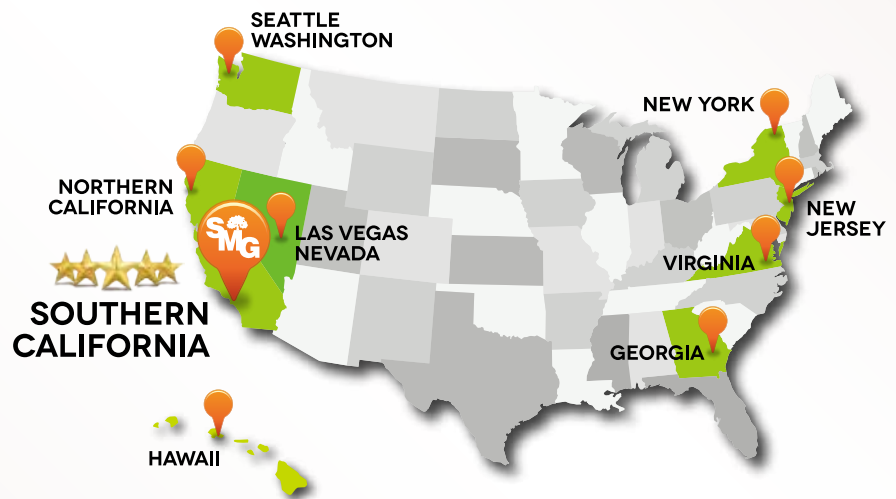 SEATTLE
WASHINGTON
NEW YORK
NORTHERN
CALIFORNIA
SMG
LAS VEGAS
NEVADA
NEW
JERSEY
VIRGINIA
SOUTHERN
CALIFORNIA
GEORGIA
HAWAII